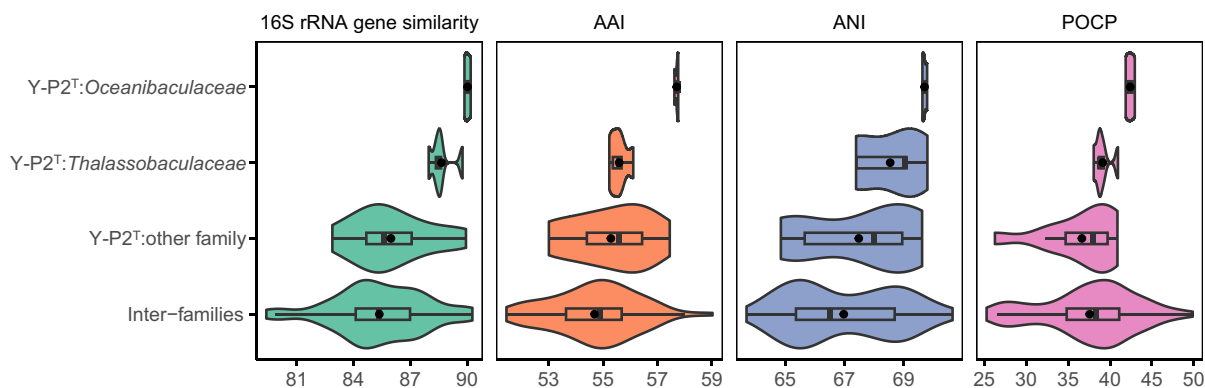 16S rRNA gene similarity AAI ANI POCP
Y-P2ᵀ:Oceanibaculaceae
Y-P2ᵀ:Thalassobaculaceae
Y-P2ᵀ:other family
Inter−families
81 84 87 90 53 55 57 59 65 67 69 25 30 35 40 45 50